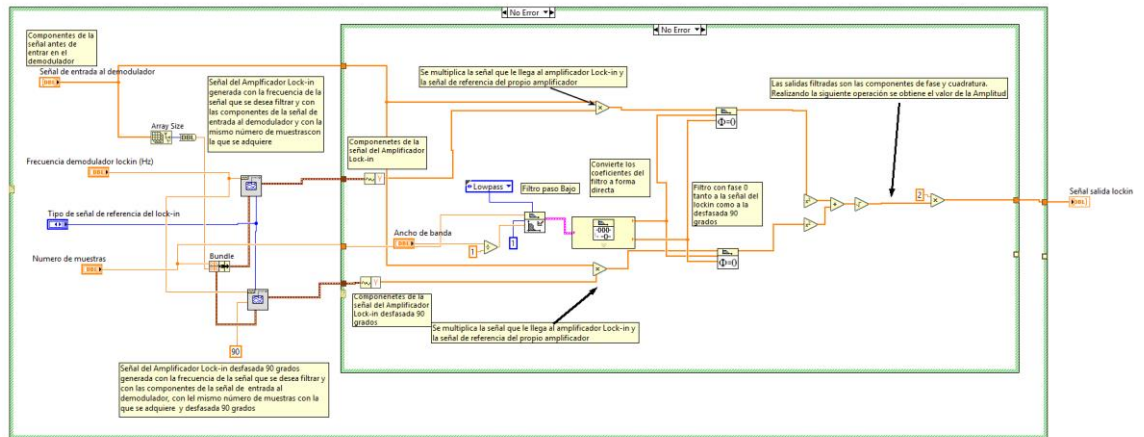 No Error
No Error
Componentes de la
señal antes de
entrar en el
demodulador
Señal de entrada al demodulador
DBL
Señal del Amplificador Lock-in
generada con la frecuencia de la
señal que se desea filtrar y con
las componentes de la señal de
entrada al demodulador y con la
mismo número de muestrascon
la que se adquiere
Array Size
DBL
Frecuencia demodulador lockin (Hz)
DBL
Tipo de señal de referencia del lock-in
Numero de muestras
DBL
Bundle
90
Señal del Amplificador Lock-in desfasada 90 grados
generada con la frecuencia de la señal que se desea filtrar y
con las componentes de la señal de entrada al
demodulador, con lel mismo número de muestras con la
que se adquiere y desfasada 90 grados
Se multiplica la señal que le llega al amplificador Lock-in y
la señal de referencia del propio amplificador
Componenetes de la
señal del Amplificador
Lock-in
Y
Lowpass
Filtro paso Bajo
Convierte los
coeficientes del
filtro a forma
directa
Ancho de banda
DBL
1
1
Filtro con fase 0
tanto a la señal del
lockin como a la
desfasada 90
grados
Φ=0
Φ=0
Y
Componenetes de la
señal del Amplificador
Lock-in desfasada 90
grados
Se multiplica la señal que le llega al amplificador Lock-in y
la señal de referencia del propio amplificador
Las salidas filtradas son las componentes de fase y cuadratura.
Realizando la siguiente operación se obtiene el valor de la Amplitud
x²
x²
2
Señal salida lockin
DBL